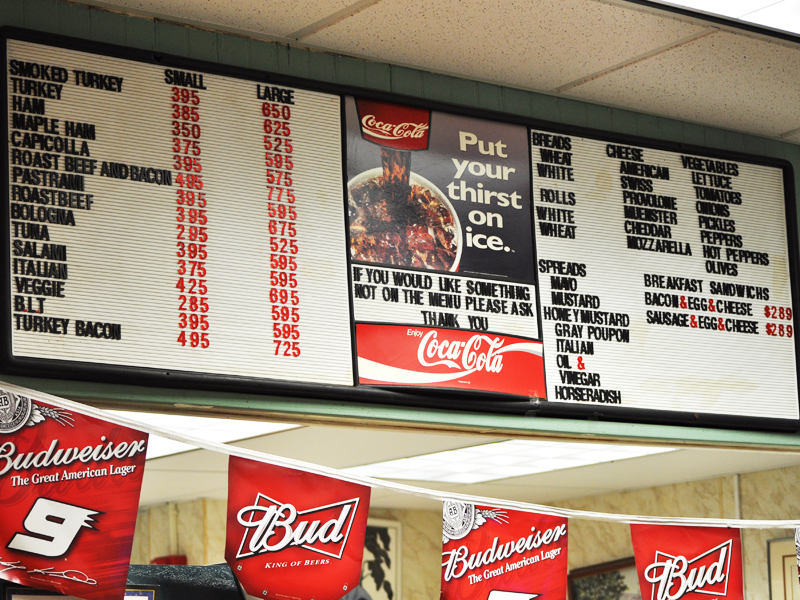 SMALL LARGE
SMOKED TURKEY 395 650
TURKEY 385 625
HAM 350 525
MAPLE HAM 375 595
CAPICOLLA 395 575
ROAST BEEF AND BACON 495 775
PASTRAMI 395 595
ROASTBEEF 395 675
BOLOGNA 295 525
TUNA 395 595
SALAMI 375 595
ITALIAN 425 695
VEGGIE 285 595
B.L.T 395 595
TURKEY BACON 495 725
Coca-Cola
Put
your
thirst
on
ice.
IF YOU WOULD LIKE SOMETHING
NOT ON THE MENU PLEASE ASK
THANK YOU
Enjoy
Coca-Cola
BREADS
WHEAT
WHITE
ROLLS
WHITE
WHEAT
CHEESE
AMERICAN
SWISS
PROVOLONE
MUENSTER
CHEDDAR
MOZZARELLA
VEGETABLES
LETTUCE
TOMATOES
ONIONS
PICKLES
PEPPERS
HOT PEPPERS
OLIVES
SPREADS
MAYO
MUSTARD
HONEY MUSTARD
GRAY POUPON
ITALIAN
OIL &
VINEGAR
HORSERADISH
BREAKFAST SANDWICHS
BACON&EGG&CHEESE $289
SAUSAGE&EGG&CHEESE $289
Budweiser
The Great American Lager
9
Bud
KING OF BEERS
Budweiser
The Great American Lager
Bud